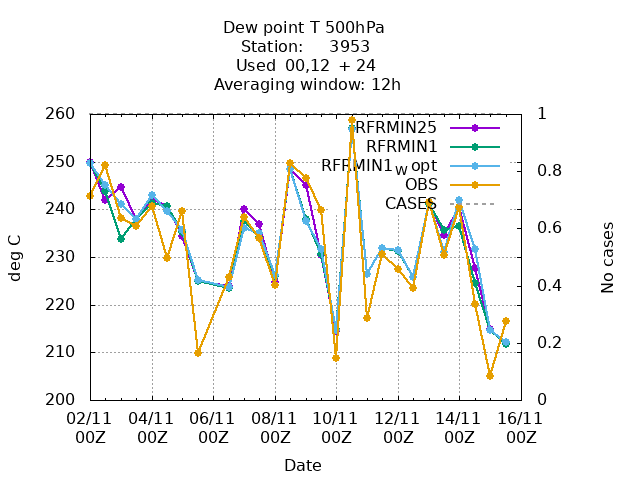 Dew point T 500hPa
Station: 3953
Used 00,12 + 24
Averaging window: 12h
260
250
240
230
220
210
200
deg C
1
0.8
0.6
0.4
0.2
0
No cases
RFRMIN25
RFRMIN1
RFRMIN1w opt
OBS
CASES
02/11 04/11 06/11 08/11 10/11 12/11 14/11 16/11
00Z 00Z 00Z 00Z 00Z 00Z 00Z 00Z
Date